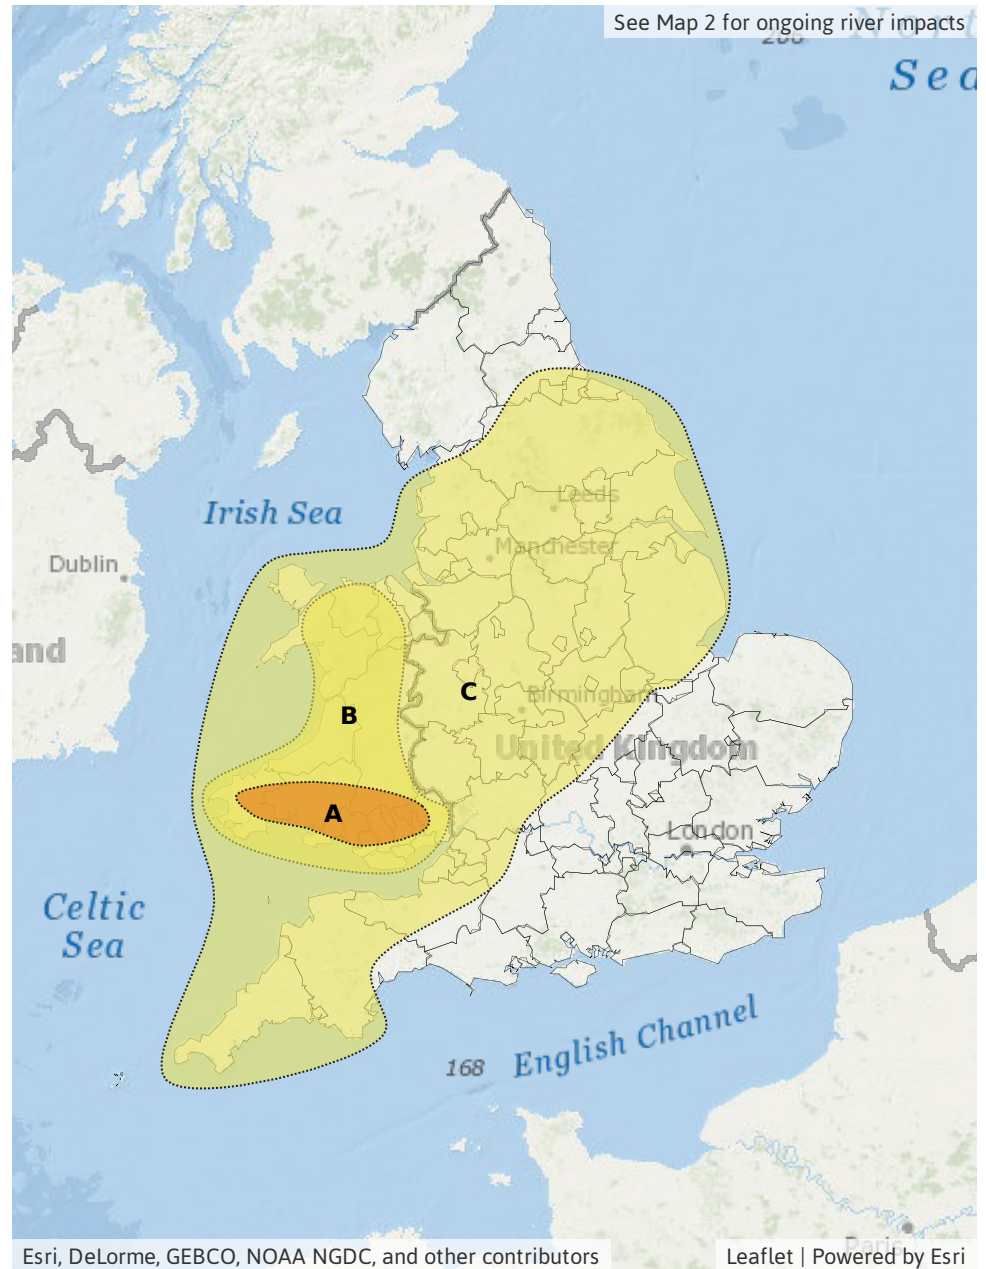 See Map 2 for ongoing river impacts
Sea
Irish Sea
Leeds
Manchester
Dublin
and
B
C
Birmingham
United Kingdom
A
London
Celtic
Sea
English Channel
168
Paris
Esri, DeLorme, GEBCO, NOAA NGDC, and other contributors
Leaflet | Powered by Esri